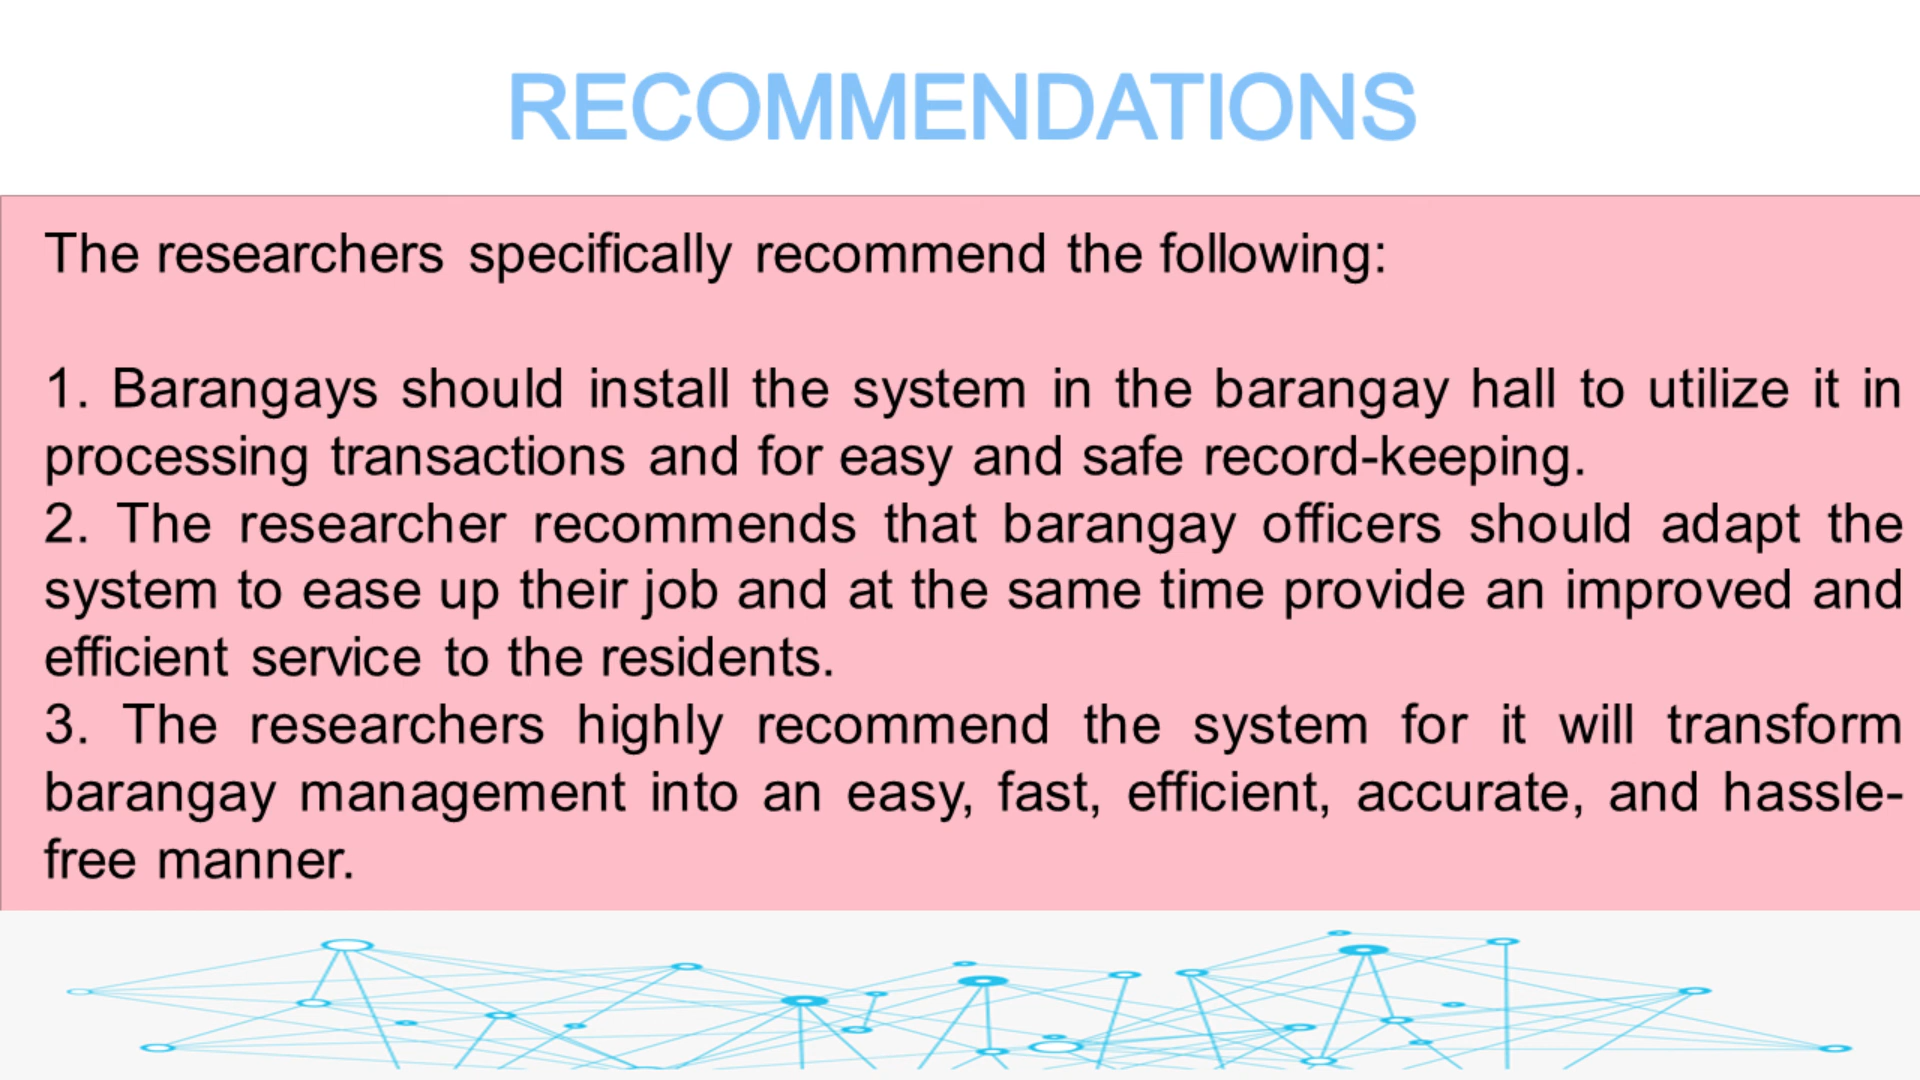 RECOMMENDATIONS
The researchers specifically recommend the following:
1. Barangays should install the system in the barangay hall to utilize it in
processing transactions and for easy and safe record-keeping.
2. The researcher recommends that barangay officers should adapt the
system to ease up their job and at the same time provide an improved and
efficient service to the residents.
3. The researchers highly recommend the system for it will transform
barangay management into an easy, fast, efficient, accurate, and hassle-
free manner.